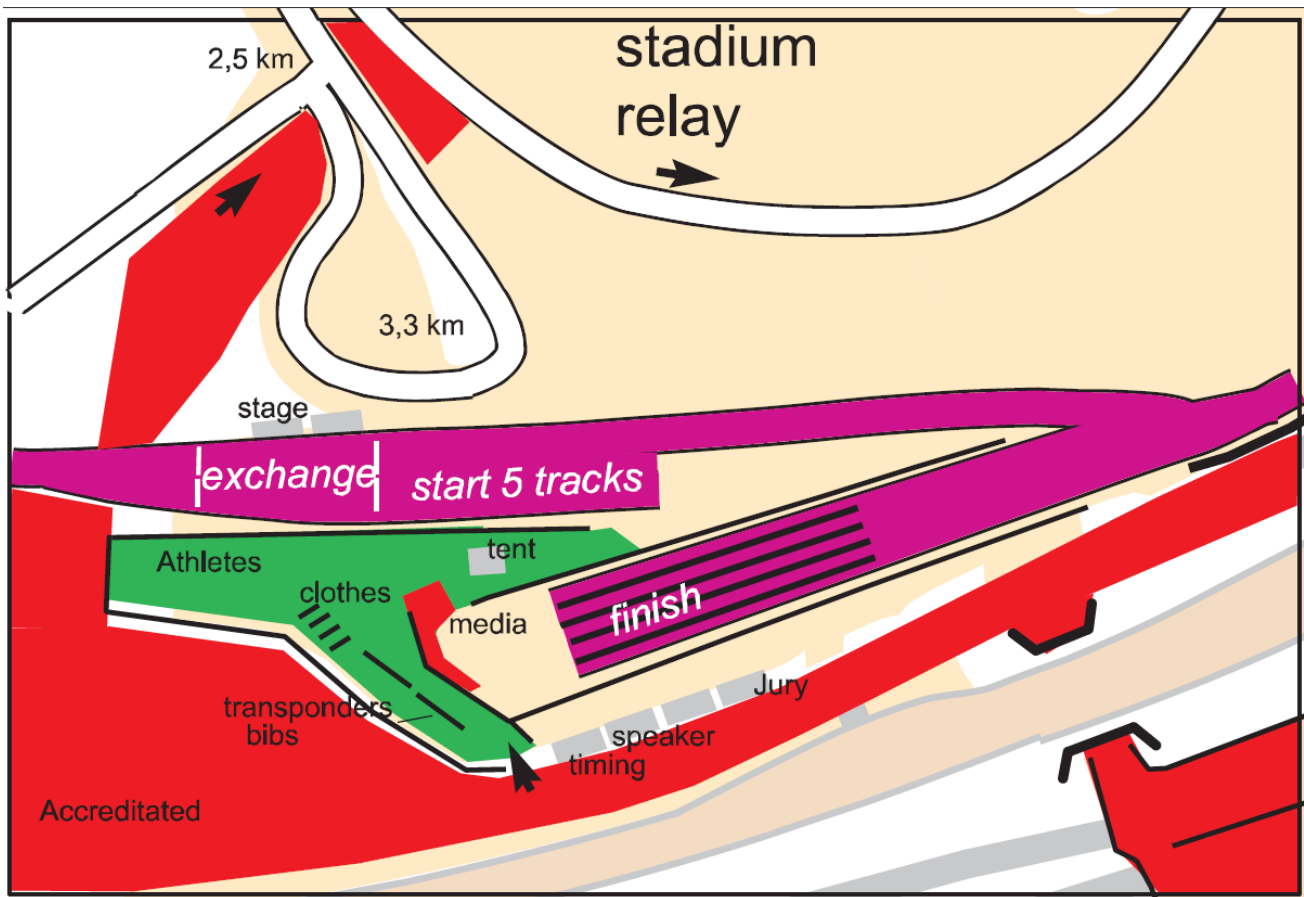 stadium
relay
2,5 km
3,3 km
stage
exchange
start 5 tracks
Athletes
tent
clothes
media
finish
transponders
bibs
Jury
speaker
timing
Accreditated